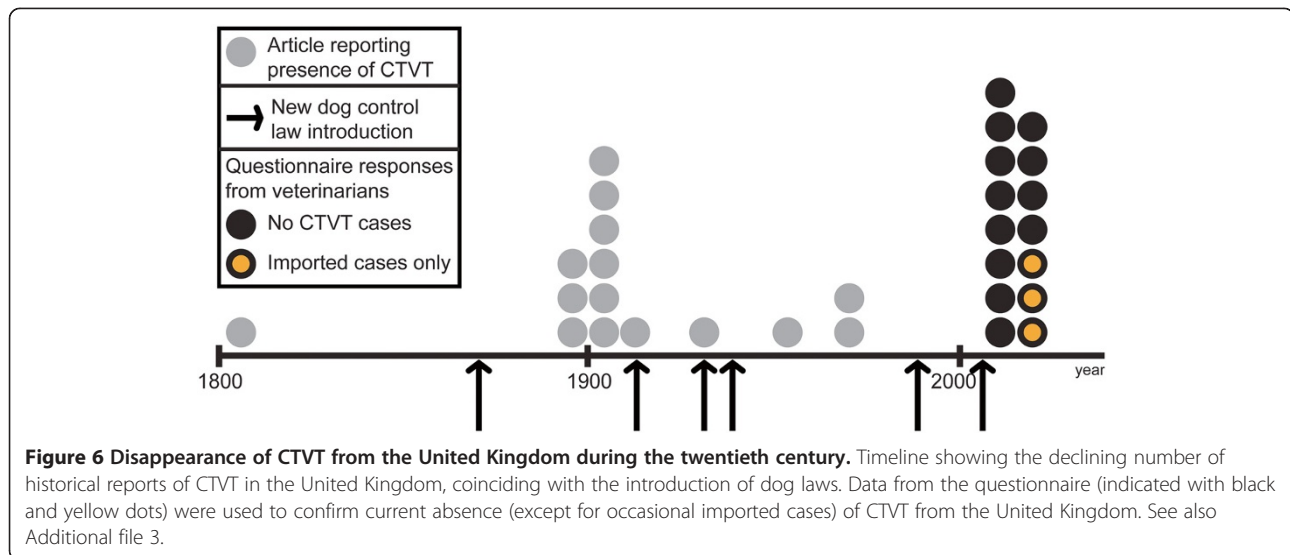 Article reporting
presence of CTVT
New dog control
law introduction
Questionnaire responses
from veterinarians
No CTVT cases
Imported cases only
1800
1900
2000
year
Figure 6 Disappearance of CTVT from the United Kingdom during the twentieth century. Timeline showing the declining number of
historical reports of CTVT in the United Kingdom, coinciding with the introduction of dog laws. Data from the questionnaire (indicated with black
and yellow dots) were used to confirm current absence (except for occasional imported cases) of CTVT from the United Kingdom. See also
Additional file 3.